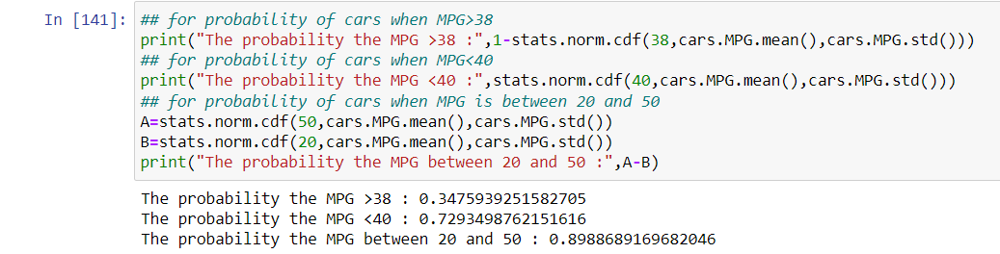 In [141]: ## for probability of cars when MPG>38
print("The probability the MPG >38 :",1-stats.norm.cdf(38,cars.MPG.mean(),cars.MPG.std()))
## for probability of cars when MPG<40
print("The probability the MPG <40 :",stats.norm.cdf(40,cars.MPG.mean(),cars.MPG.std()))
## for probability of cars when MPG is between 20 and 50
A=stats.norm.cdf(50,cars.MPG.mean(),cars.MPG.std())
B=stats.norm.cdf(20,cars.MPG.mean(),cars.MPG.std())
print("The probability the MPG between 20 and 50 :",A-B)
The probability the MPG >38 : 0.3475939251582705
The probability the MPG <40 : 0.7293498762151616
The probability the MPG between 20 and 50 : 0.8988689169682046